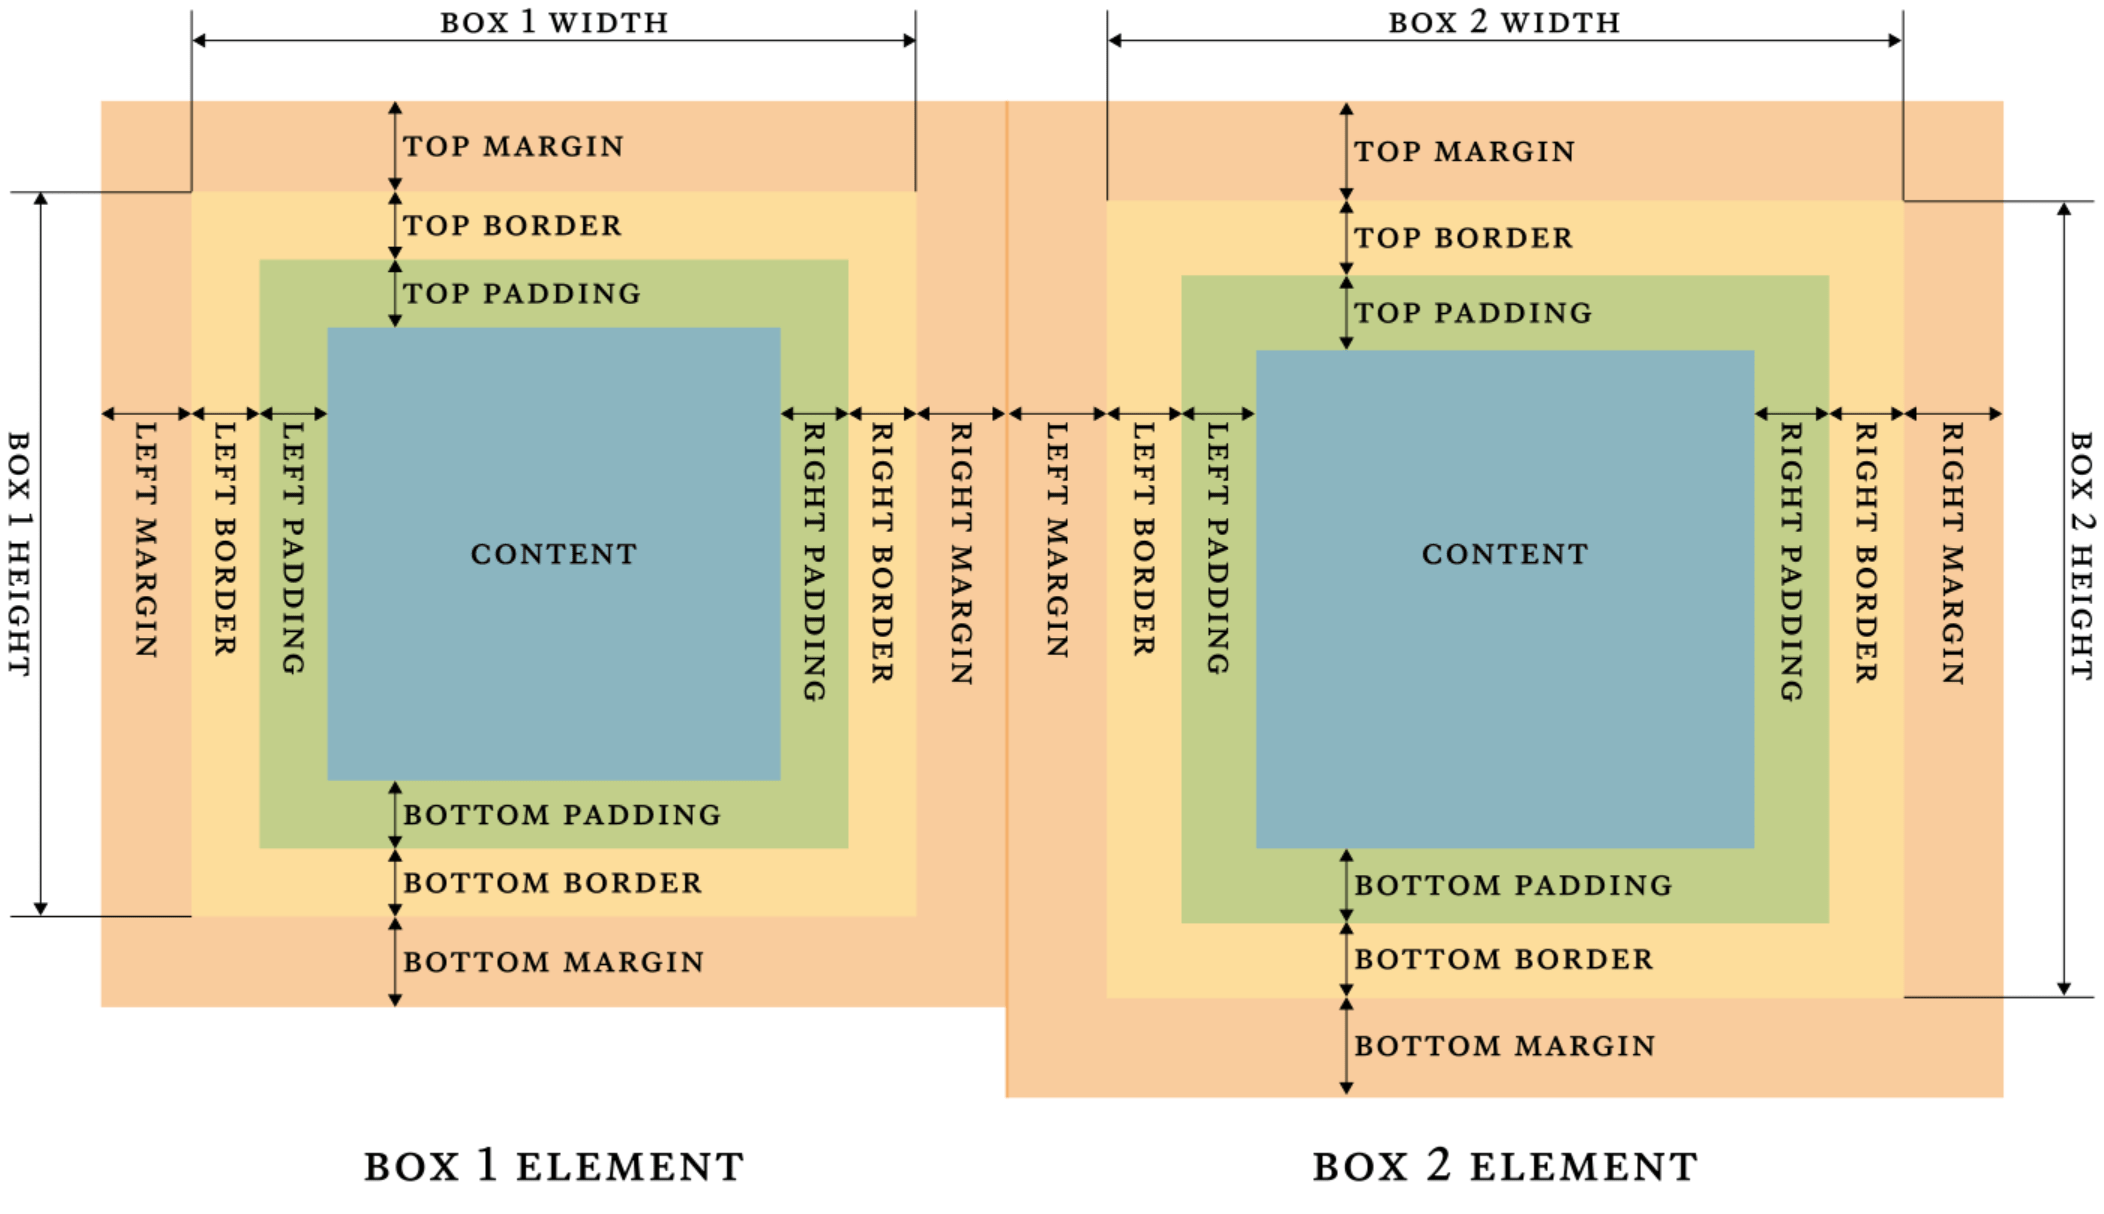 BOX 1 WIDTH
BOX 2 WIDTH
TOP MARGIN
TOP BORDER
TOP PADDING
BOX 1 HEIGHT
LEFT MARGIN
LEFT BORDER
LEFT PADDING
CONTENT
RIGHT PADDING
RIGHT BORDER
RIGHT MARGIN
BOTTOM PADDING
BOTTOM BORDER
BOTTOM MARGIN
TOP MARGIN
TOP BORDER
TOP PADDING
LEFT MARGIN
LEFT BORDER
LEFT PADDING
CONTENT
RIGHT PADDING
RIGHT BORDER
RIGHT MARGIN
BOX 2 HEIGHT
BOTTOM PADDING
BOTTOM BORDER
BOTTOM MARGIN
BOX 1 ELEMENT
BOX 2 ELEMENT